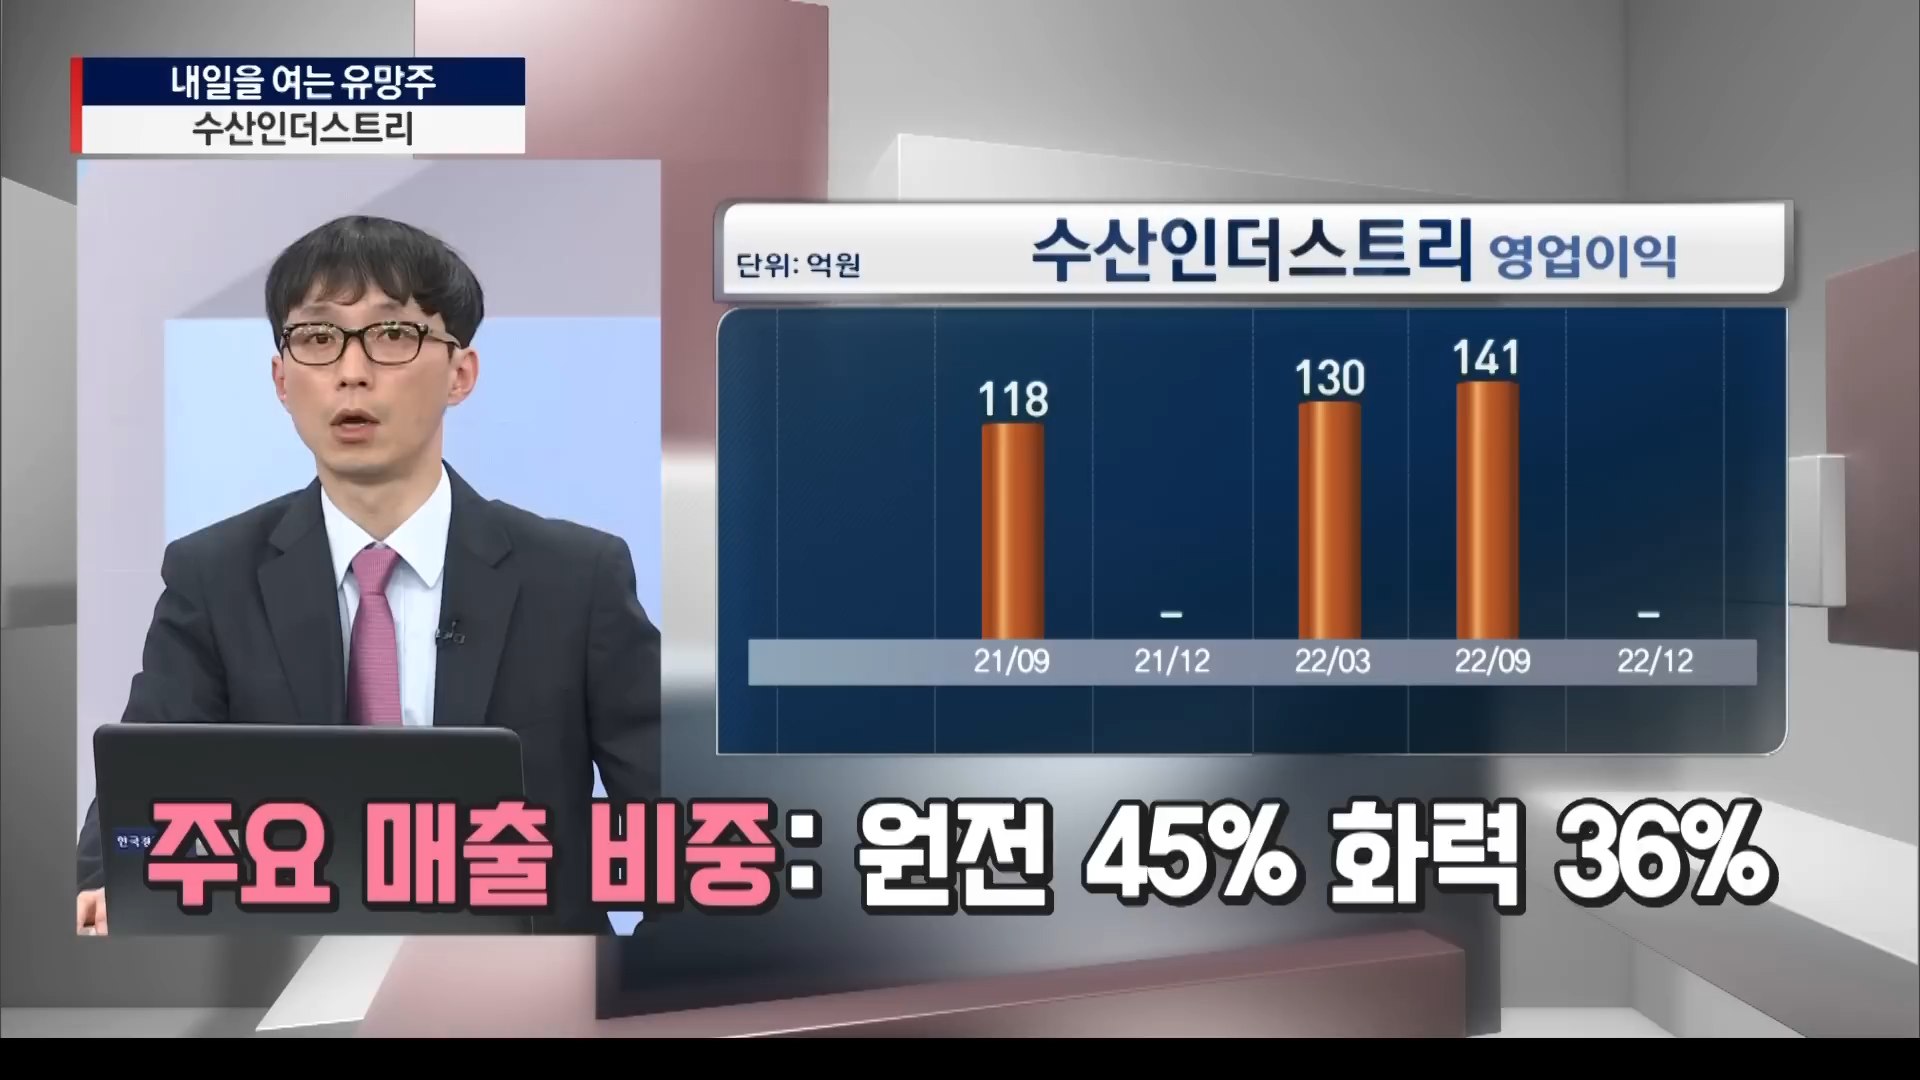 내일을 여는 유망주
수산인더스트리
단위: 억원
수산인더스트리 영업이익
118
-
130
141
-
21/09
21/12
22/03
22/09
22/12
주요 매출 비중: 원전 45% 화력 36%